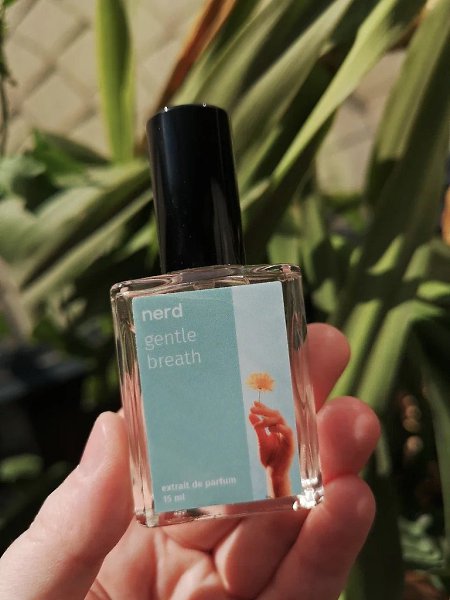 nerd
gentle
breath
extrait de parfum
15 ml